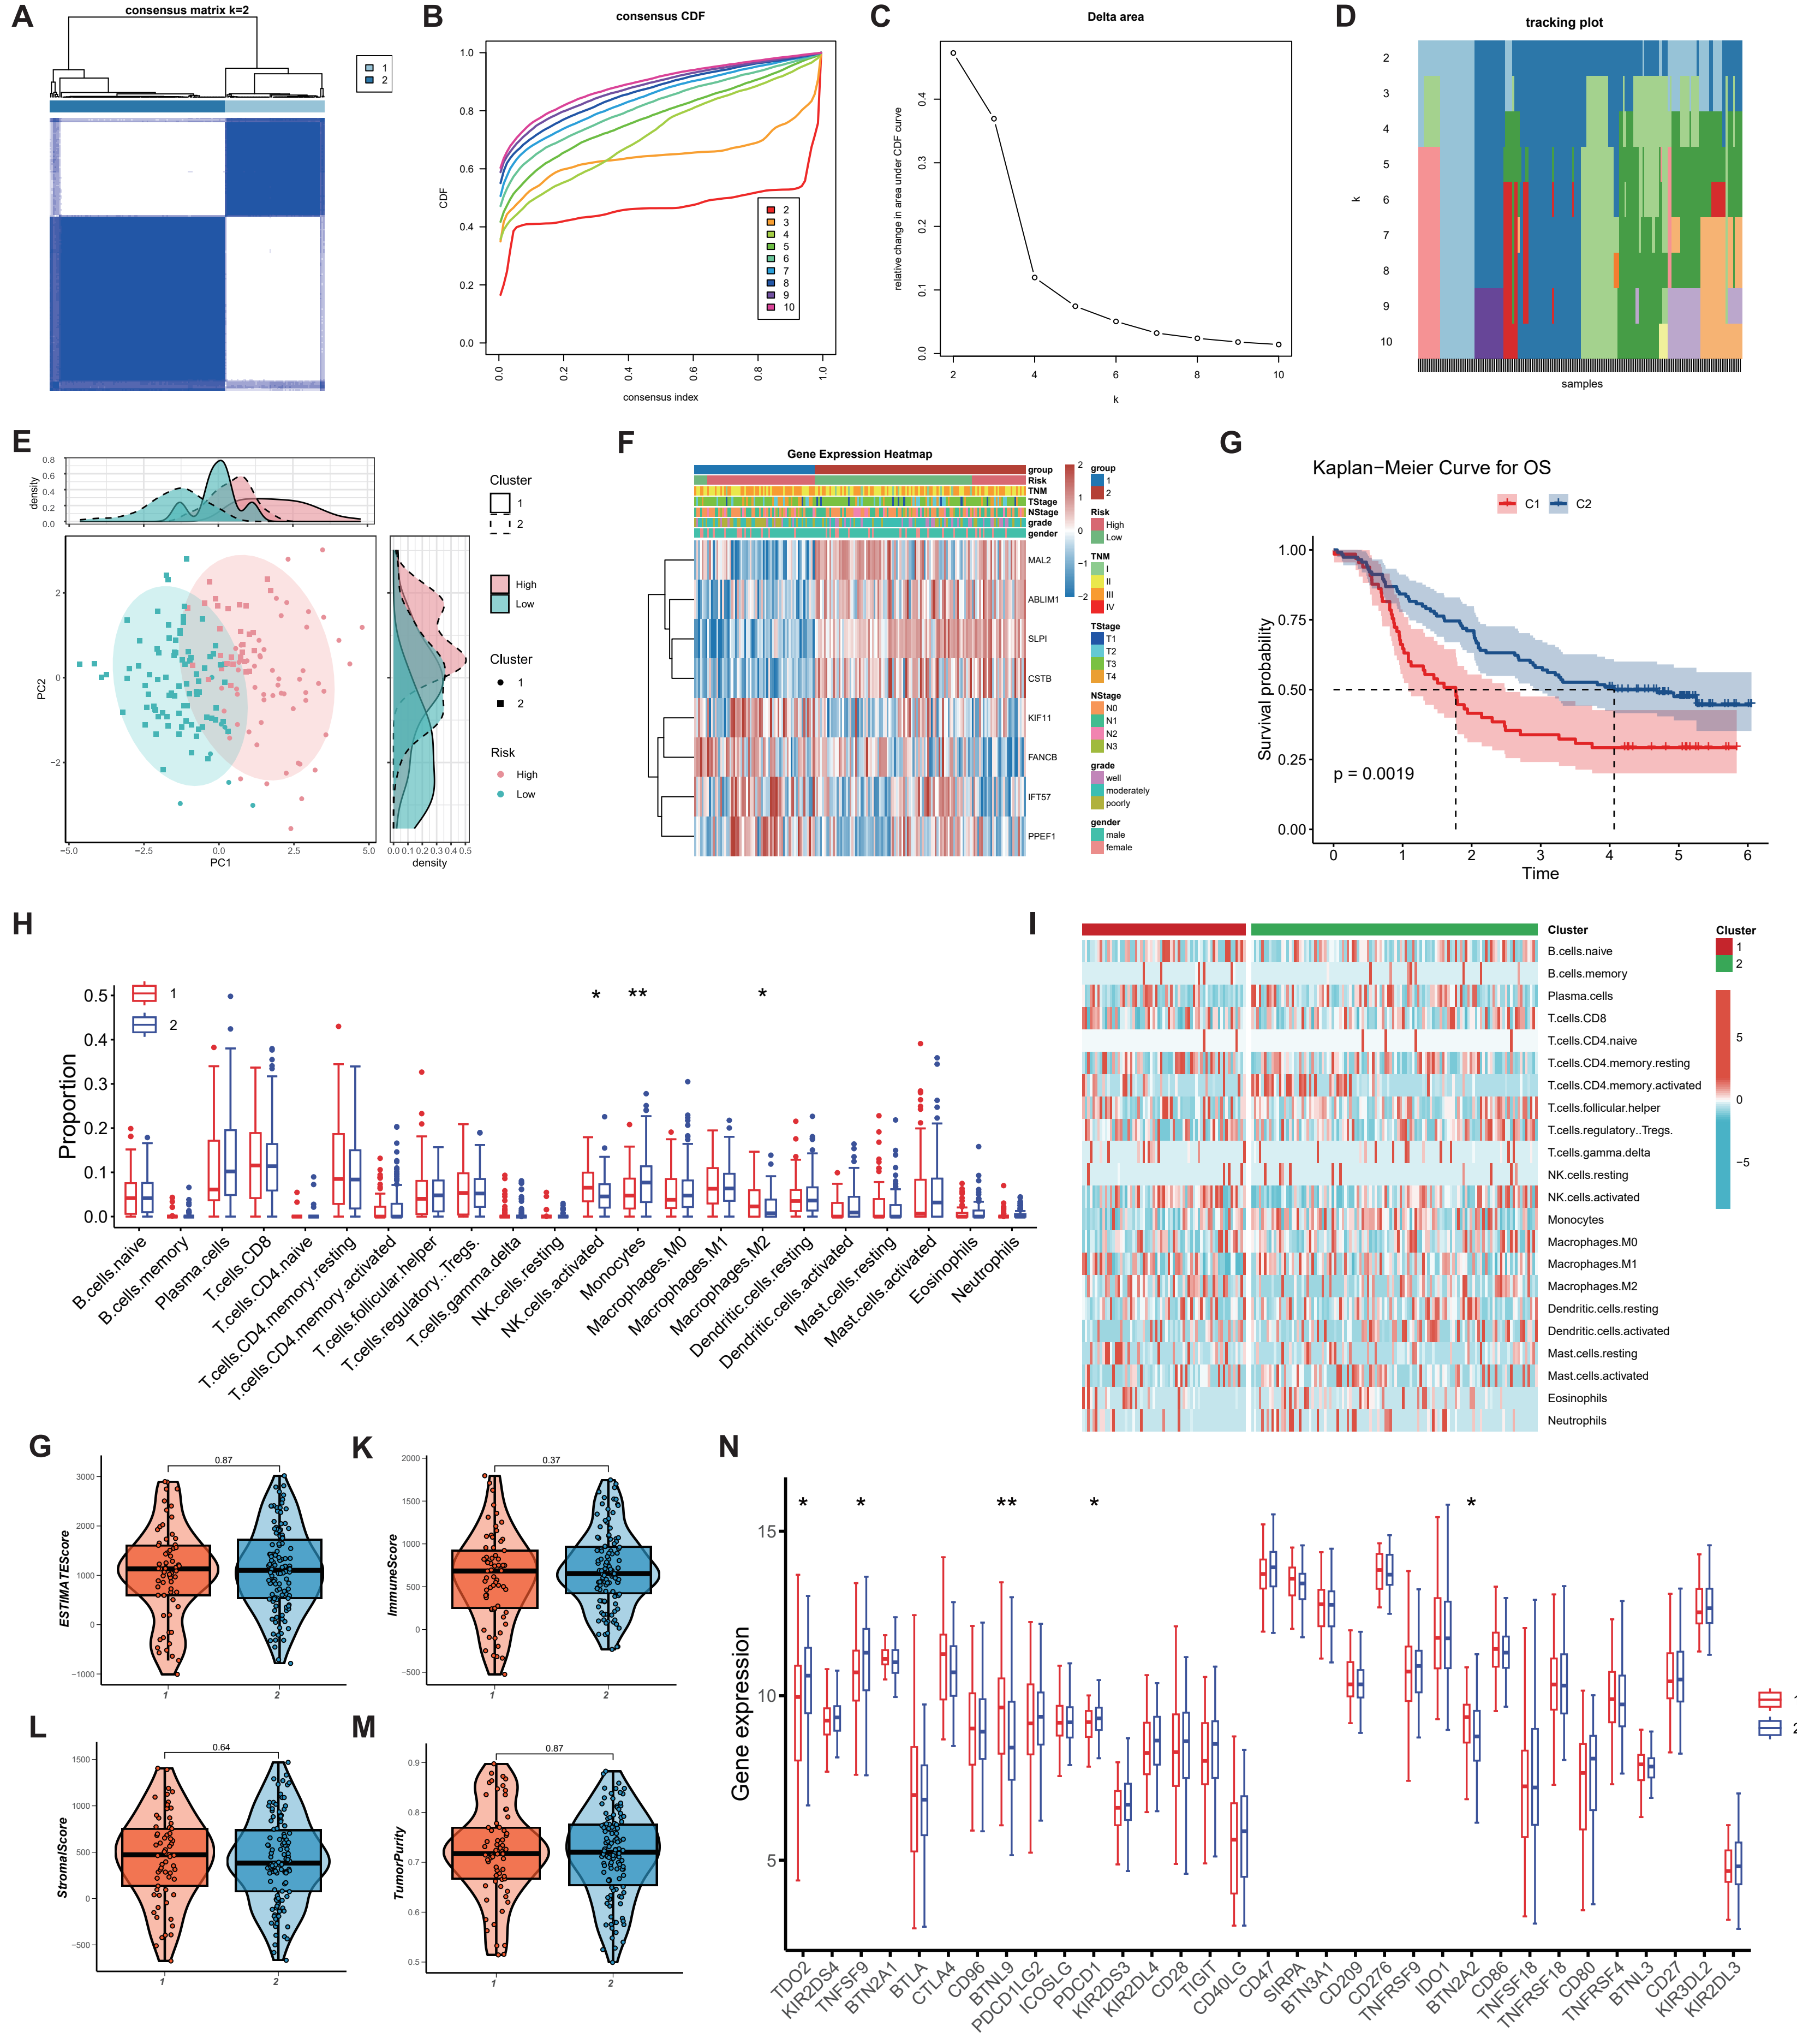 A
consensus matrix k=2
1
2
B
consensus CDF
CDF
1.0
0.8
0.6
0.4
0.2
0.0
0.0
0.2
0.4
0.6
0.8
1.0
consensus index
2
3
4
5
6
7
8
9
10
C
Delta area
relative change in area under CDF curve
0.4
0.3
0.2
0.1
0.0
2
4
6
8
10
k
D
tracking plot
k
2
3
4
5
6
7
8
9
10
samples
E
density
0.8
0.6
0.4
0.2
0.0
PC2
2
0
−2
−5.0
−2.5
0.0
2.5
5.0
PC1
0.0 0.1 0.2 0.3 0.4 0.5
density
Cluster
1
2
High
Low
Cluster
1
2
Risk
High
Low
F
Gene Expression Heatmap
group
Risk
TNM
TStage
NStage
grade
gender
MAL2
ABLIM1
SLPI
CSTB
KIF11
FANCB
IFT57
PPEF1
2
1
0
−1
−2
group
1
2
Risk
High
Low
TNM
I
II
III
IV
TStage
T1
T2
T3
T4
NStage
N0
N1
N2
N3
grade
well
moderately
poorly
gender
male
female
G
Kaplan−Meier Curve for OS
C1 C2
Survival probability
1.00
0.75
0.50
0.25
0.00
p = 0.0019
0 1 2 3 4 5 6
Time
H
1
2
Proportion
0.5
0.4
0.3
0.2
0.1
0.0
* ** *
B.cells.naive
B.cells.memory
Plasma.cells
T.cells.CD8
T.cells.CD4.naive
T.cells.CD4.memory.resting
T.cells.CD4.memory.activated
T.cells.follicular.helper
T.cells.regulatory..Tregs.
T.cells.gamma.delta
NK.cells.resting
NK.cells.activated
Monocytes
Macrophages.M0
Macrophages.M1
Macrophages.M2
Dendritic.cells.resting
Dendritic.cells.activated
Mast.cells.resting
Mast.cells.activated
Eosinophils
Neutrophils
I
Cluster
B.cells.naive
B.cells.memory
Plasma.cells
T.cells.CD8
T.cells.CD4.naive
T.cells.CD4.memory.resting
T.cells.CD4.memory.activated
T.cells.follicular.helper
T.cells.regulatory..Tregs.
T.cells.gamma.delta
NK.cells.resting
NK.cells.activated
Monocytes
Macrophages.M0
Macrophages.M1
Macrophages.M2
Dendritic.cells.resting
Dendritic.cells.activated
Mast.cells.resting
Mast.cells.activated
Eosinophils
Neutrophils
Cluster
1
2
5
0
−5
G
0.87
ESTIMATEScore
3000
2000
1000
0
−1000
1
2
K
0.37
ImmuneScore
2000
1500
1000
500
0
−500
1
2
L
0.64
StromalScore
1500
1000
500
0
−500
1
2
M
0.87
TumorPurity
0.9
0.8
0.7
0.6
0.5
1
2
N
* * ** * *
Gene expression
15
10
5
TDO2
KIR2DS4
TNFSF9
BTN2A1
BTLA
CTLA4
CD96
BTNL9
PDCD1LG2
ICOSLG
PDCD1
KIR2DS3
KIR2DL4
CD28
TIGIT
CD40LG
CD47
SIRPA
BTN3A1
CD209
CD276
TNFRSF9
IDO1
BTN2A2
CD86
TNFSF18
TNFRSF18
CD80
TNFRSF4
BTNL3
CD27
KIR3DL2
KIR2DL3